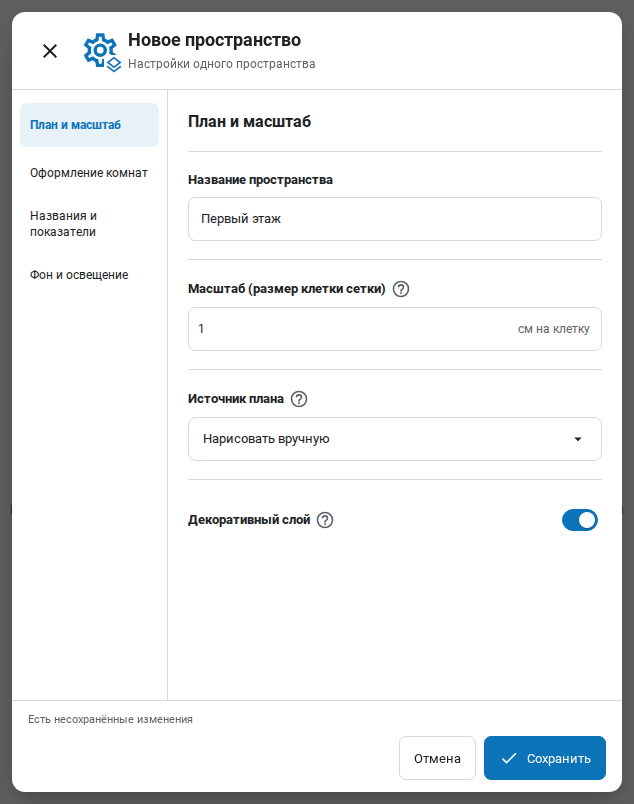 Новое пространство
Настройки одного пространства
План и масштаб
Оформление комнат
Названия и
показатели
Фон и освещение
План и масштаб
Название пространства
Первый этаж
Масштаб (размер клетки сетки)
1 см на клетку
Источник плана
Нарисовать вручную
Декоративный слой
Есть несохранённые изменения
Отмена
Сохранить